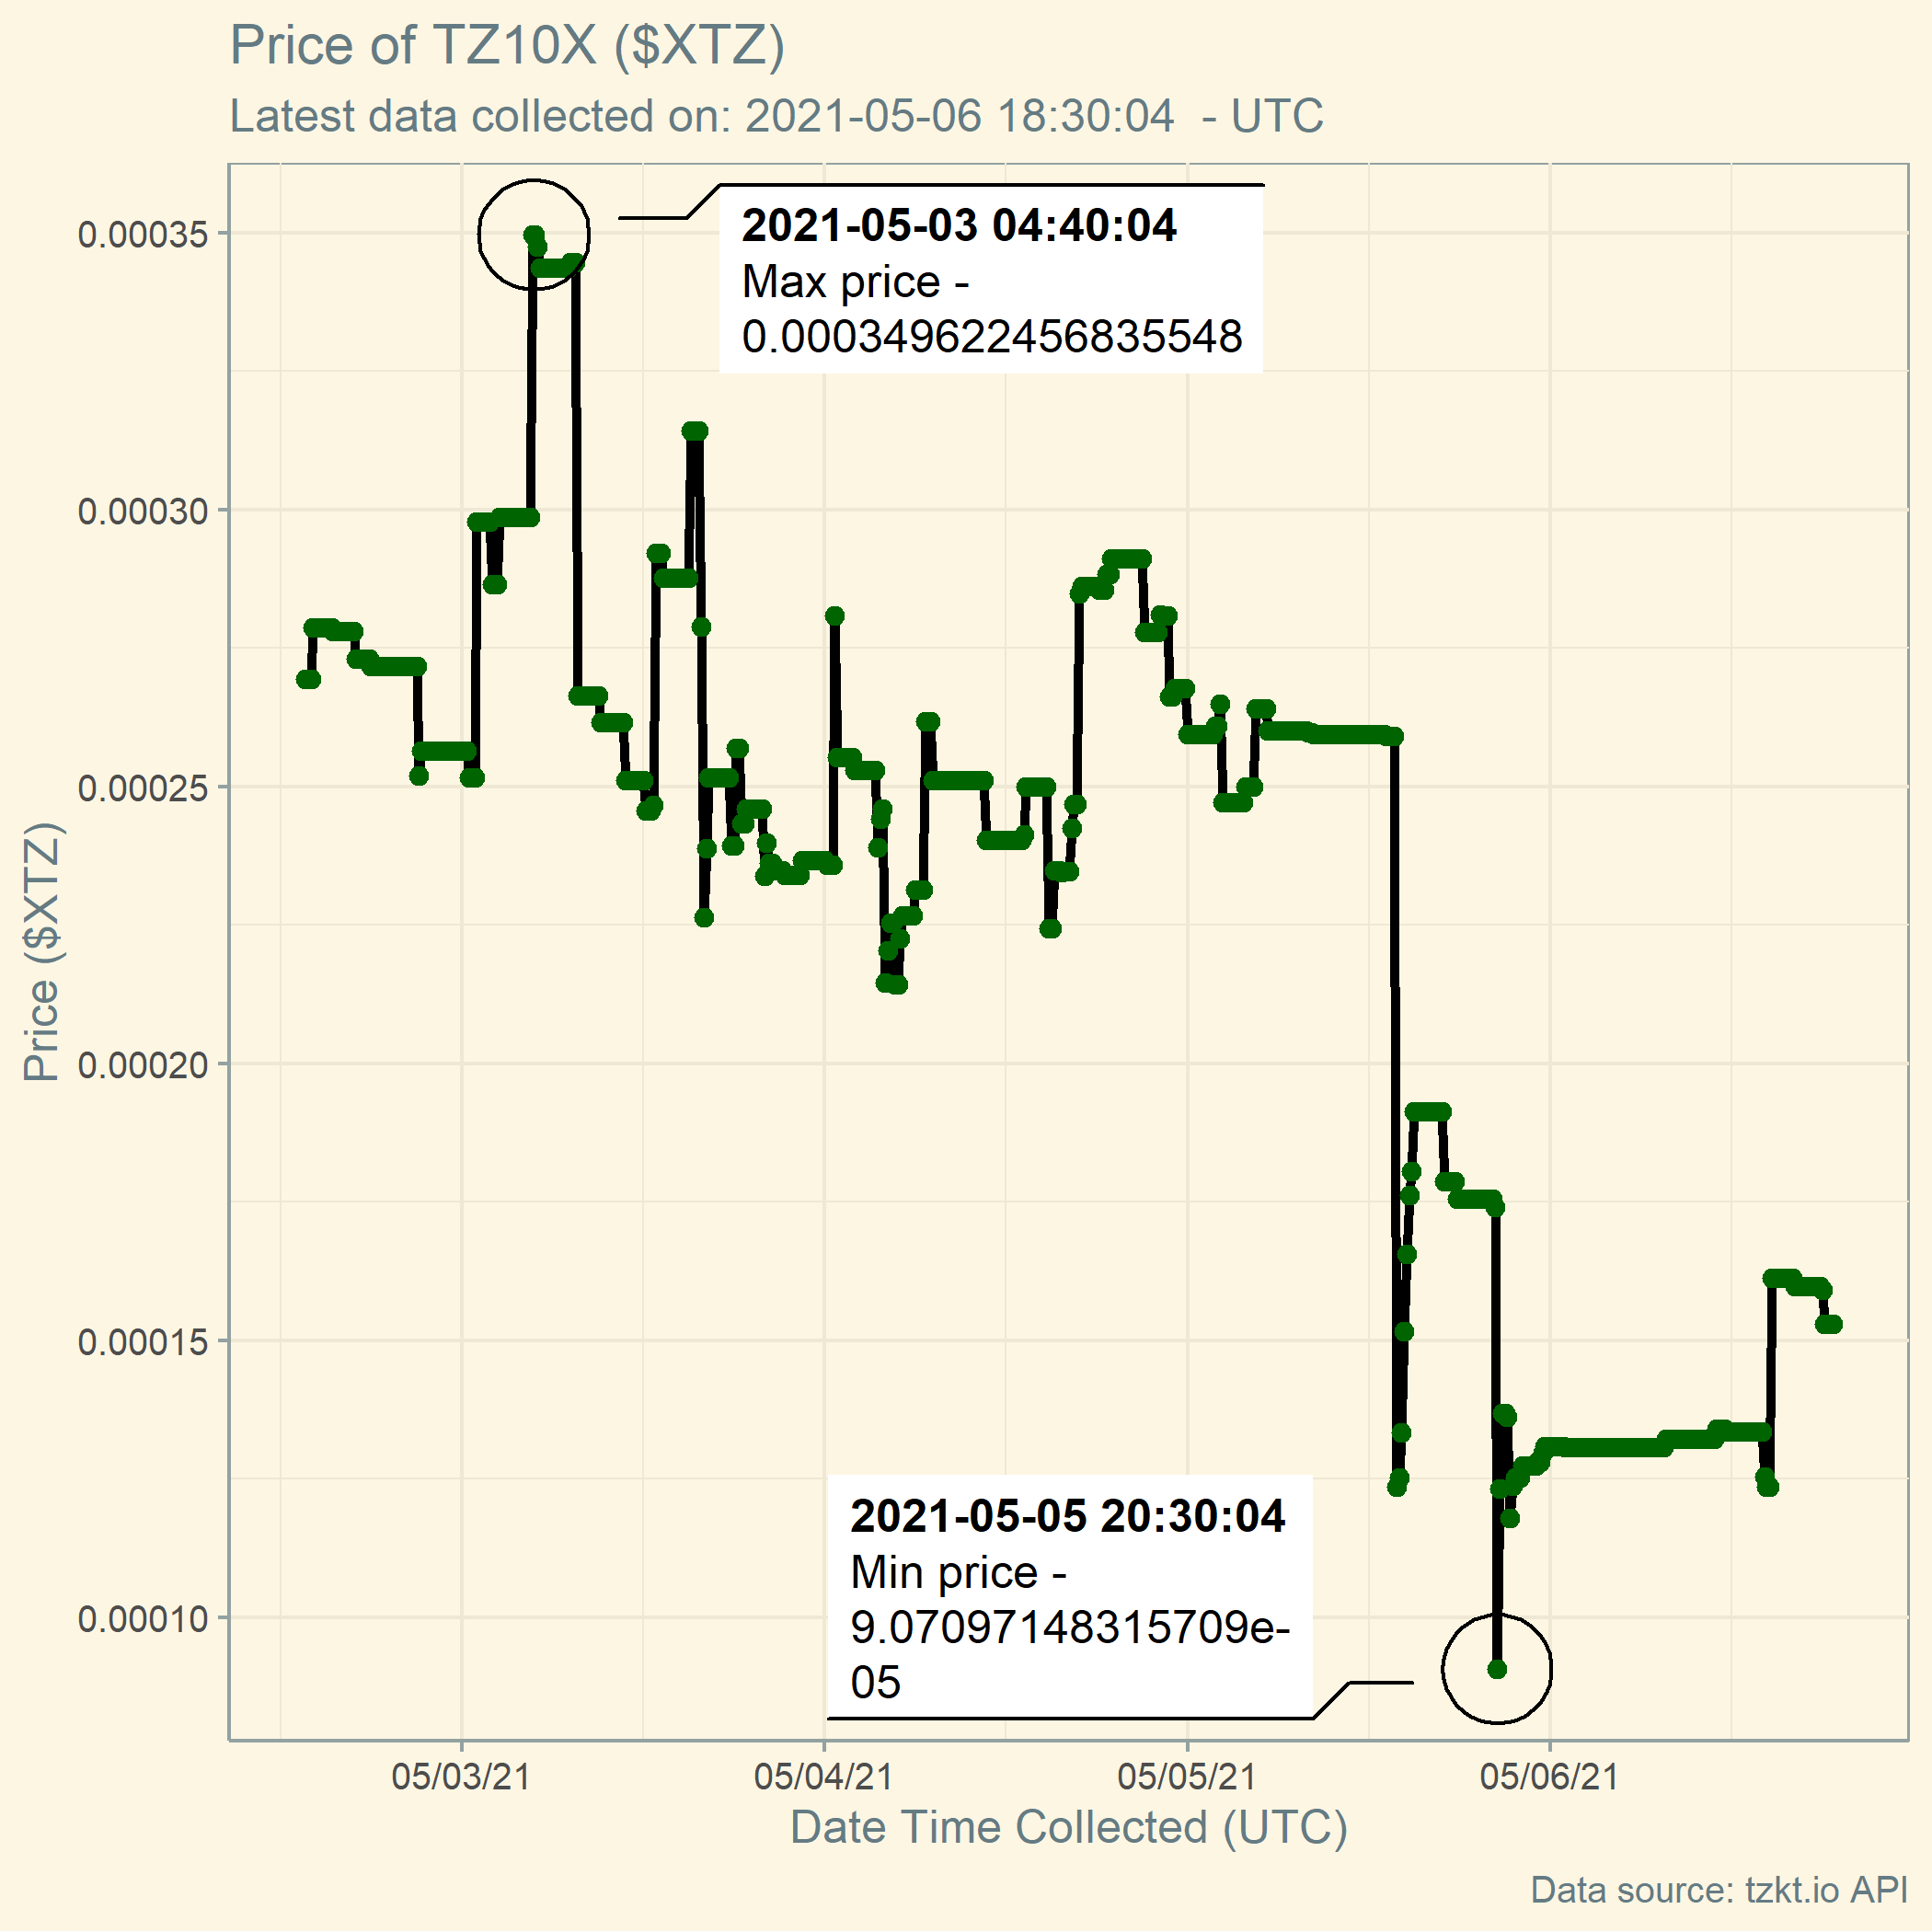 Price of TZ10X ($XTZ)
Latest data collected on: 2021-05-06 18:30:04  - UTC
2021-05-03 04:40:04
Max price -
0.000349622456835548
0.00035
0.00030
0.00025
0.00020
0.00015
0.00010
Price ($XTZ)
2021-05-05 20:30:04
Min price -
9.07097148315709e-
05
05/03/21
05/04/21
05/05/21
05/06/21
Date Time Collected (UTC)
Data source: tzkt.io API